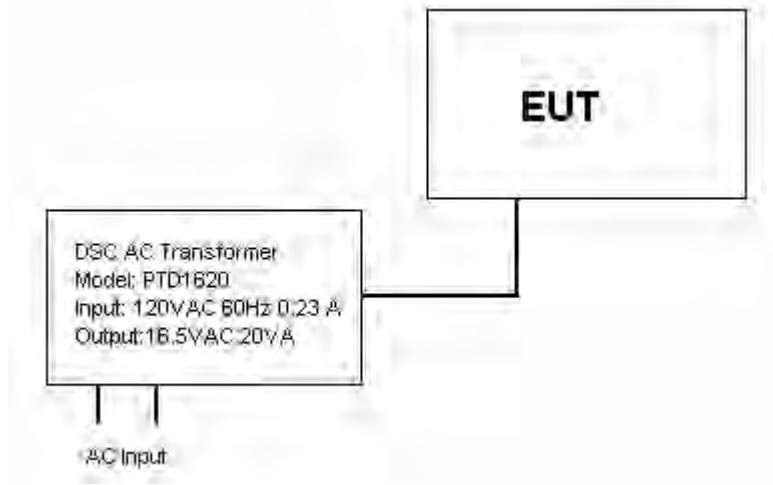 EUT
DSC AC Transformer
Model: PTD1620
Input: 120VAC 60Hz 0.23 A
Output:16.5VAC 20VA
AC Input